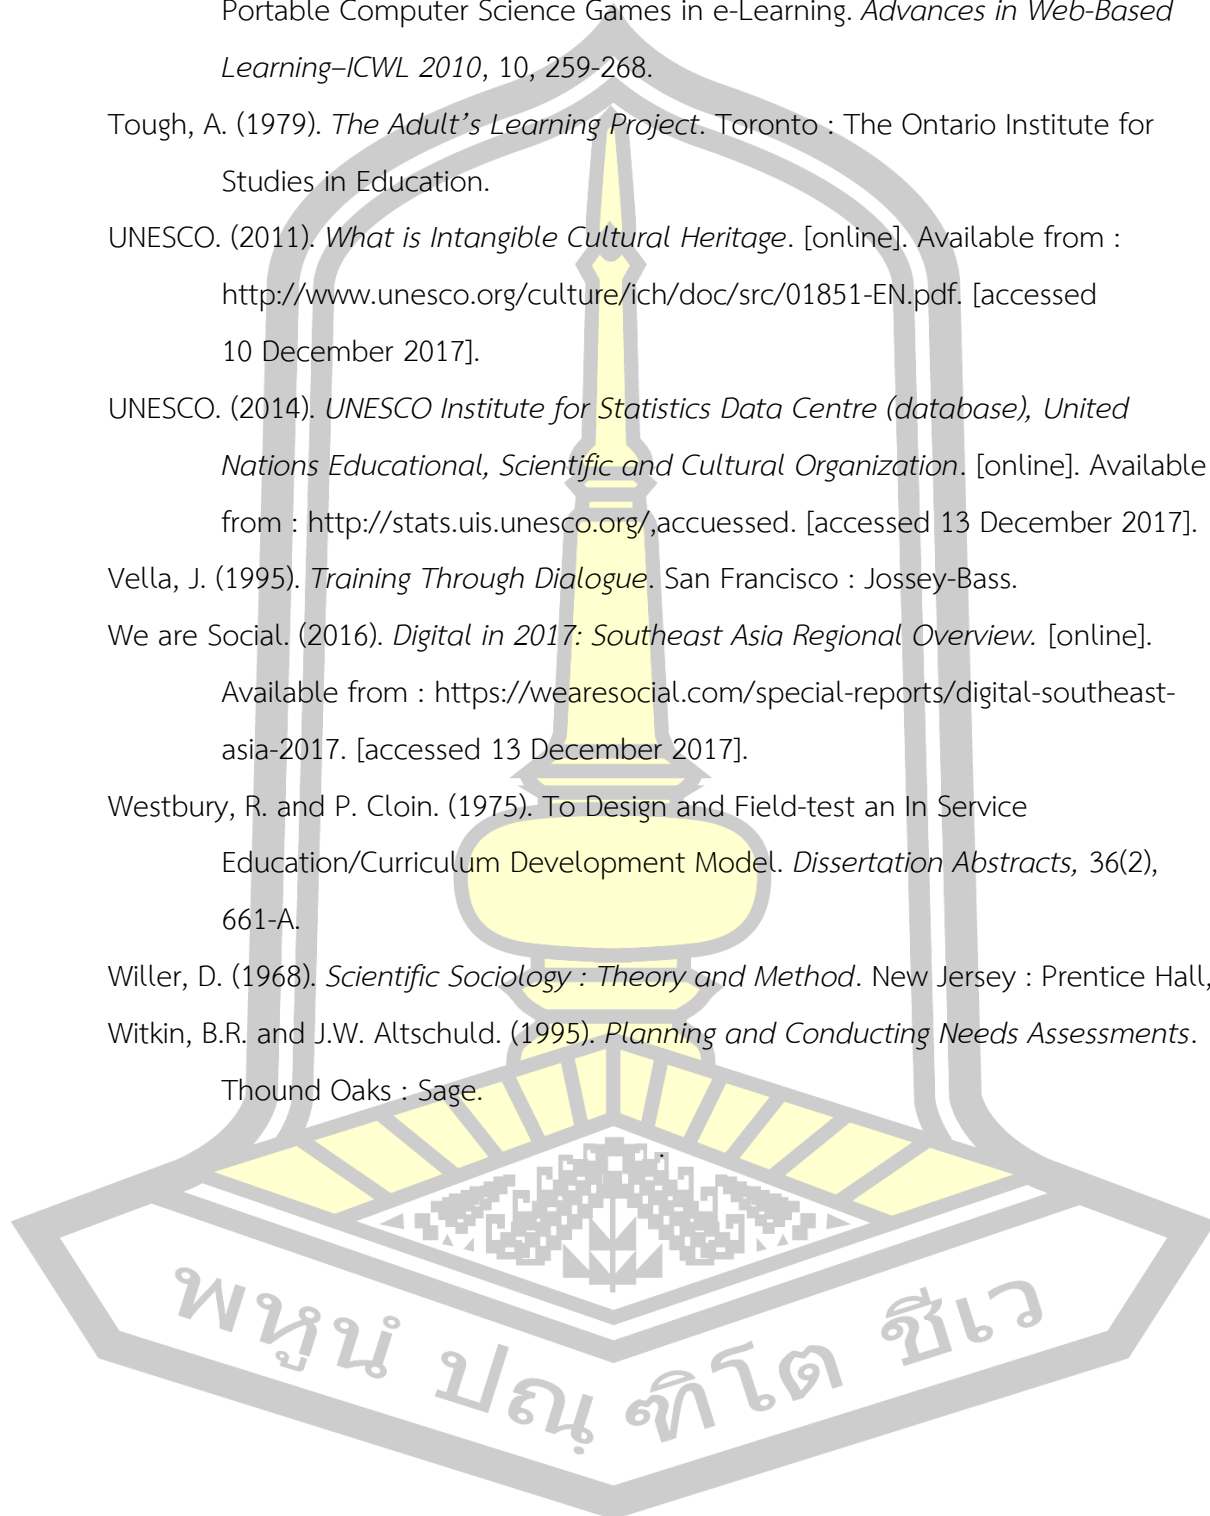 Portable Computer Science Games in e-Learning. Advances in Web-Based
Learning–ICWL 2010, 10, 259-268.
Tough, A. (1979). The Adult’s Learning Project. Toronto : The Ontario Institute for
Studies in Education.
UNESCO. (2011). What is Intangible Cultural Heritage. [online]. Available from :
http://www.unesco.org/culture/ich/doc/src/01851-EN.pdf. [accessed
10 December 2017].
UNESCO. (2014). UNESCO Institute for Statistics Data Centre (database), United
Nations Educational, Scientific and Cultural Organization. [online]. Available
from : http://stats.uis.unesco.org/,accuessed. [accessed 13 December 2017].
Vella, J. (1995). Training Through Dialogue. San Francisco : Jossey-Bass.
We are Social. (2016). Digital in 2017: Southeast Asia Regional Overview. [online].
Available from : https://wearesocial.com/special-reports/digital-southeast-
asia-2017. [accessed 13 December 2017].
Westbury, R. and P. Cloin. (1975). To Design and Field-test an In Service
Education/Curriculum Development Model. Dissertation Abstracts, 36(2),
661-A.
Willer, D. (1968). Scientific Sociology : Theory and Method. New Jersey : Prentice Hall,
Witkin, B.R. and J.W. Altschuld. (1995). Planning and Conducting Needs Assessments.
Thound Oaks : Sage.
.
พหูนํ ปณฺ ฑิโต ชีเว